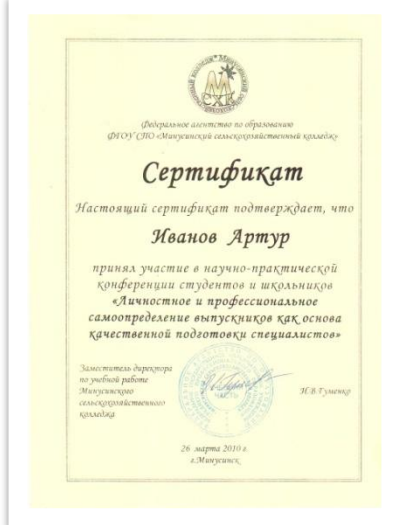 Федеральное агентство по образованию
ФГОУ СПО «Минусинский сельскохозяйственный колледж»
Сертификат
Настоящий сертификат подтверждает, что
Иванов Артур
принял участие в научно-практической
конференции студентов и школьников
«Личностное и профессиональное
самоопределение выпускников как основа
качественной подготовки специалистов»
Заместитель директора
по учебной работе
Минусинского
сельскохозяйственного
колледжа
Н.В.Гуменко
ЧАСТЬ
26 марта 2010 г.
г.Минусинск